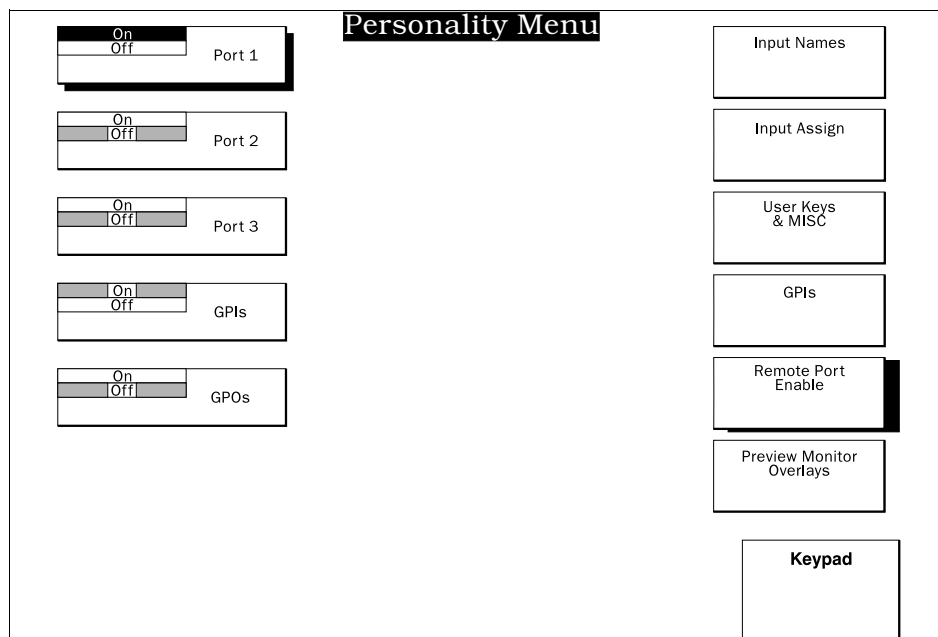 Personality Menu
On
Off
Port 1
On
Off
Port 2
On
Off
Port 3
On
Off
GPIs
On
Off
GPOs
Input Names
Input Assign
User Keys
& MISC
GPIs
Remote Port
Enable
Preview Monitor
Overlays
Keypad